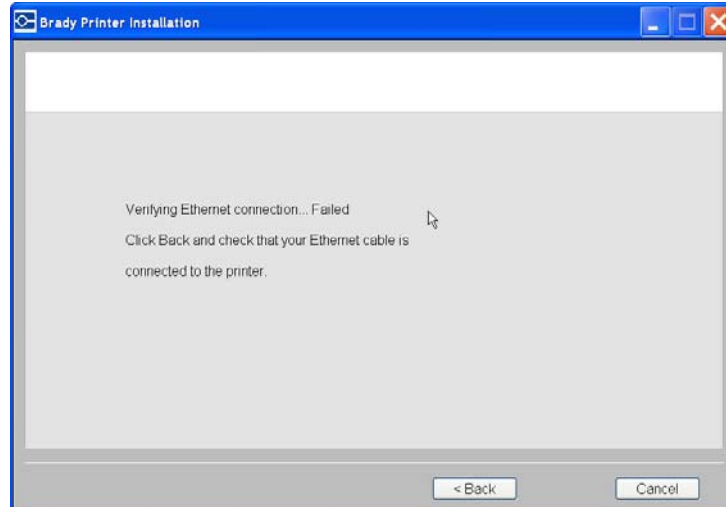 Brady Printer Installation
Verifying Ethernet connection... Failed
Click Back and check that your Ethernet cable is
connected to the printer.
< Back
Cancel